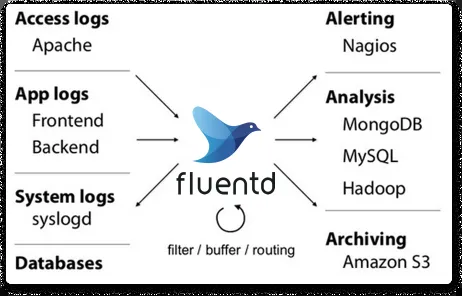 Access logs
Apache
App logs
Frontend
Backend
System logs
syslogd
Databases
fluentd
filter / buffer / routing
Alerting
Nagios
Analysis
MongoDB
MySQL
Hadoop
Archiving
Amazon S3